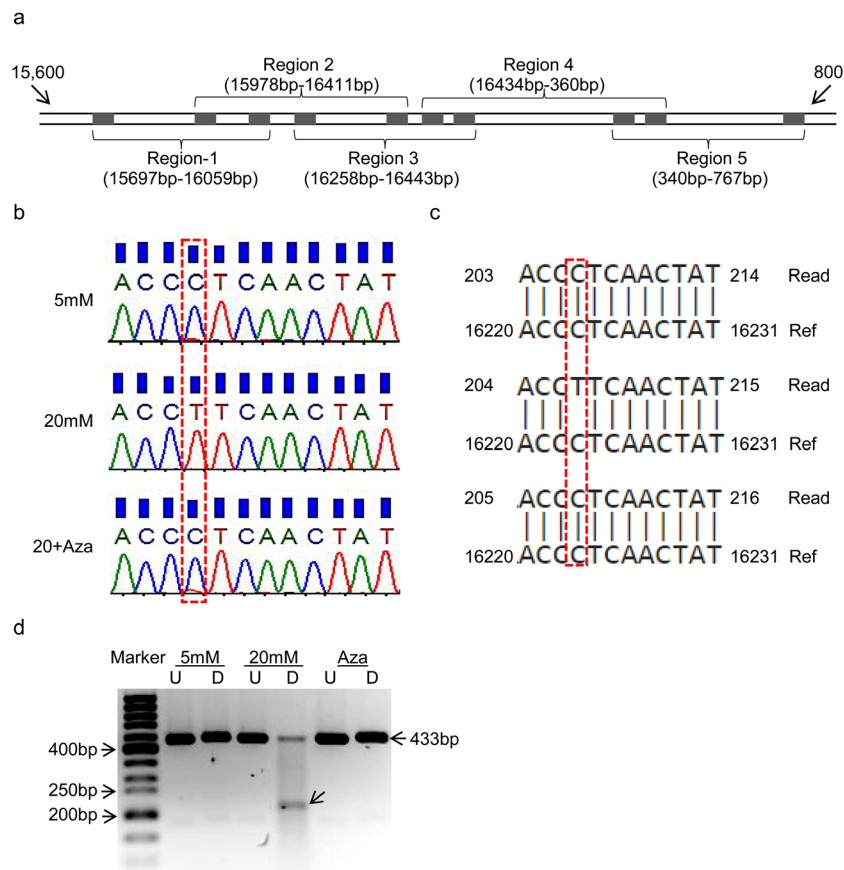 a
Region 2
(15978bp-16411bp)
Region 4
(16434bp-360bp)
15,600
800
Region-1
(15697bp-16059bp)
Region 3
(16258bp-16443bp)
Region 5
(340bp-767bp)
b
5mM
A C C C T C A A C T A T
20mM
A C C T T C A A C T A T
20+Aza
A C C C T C A A C T A T
c
203 ACCCTCAACTAT 214 Read
16220 ACCCTCAACTAT 16231 Ref
204 ACCTTCAACTAT 215 Read
16220 ACCCTCAACTAT 16231 Ref
205 ACCCTCAACTAT 216 Read
16220 ACCCTCAACTAT 16231 Ref
d
Marker 5mM 20mM Aza
U D U D U D
433bp
400bp
250bp
200bp